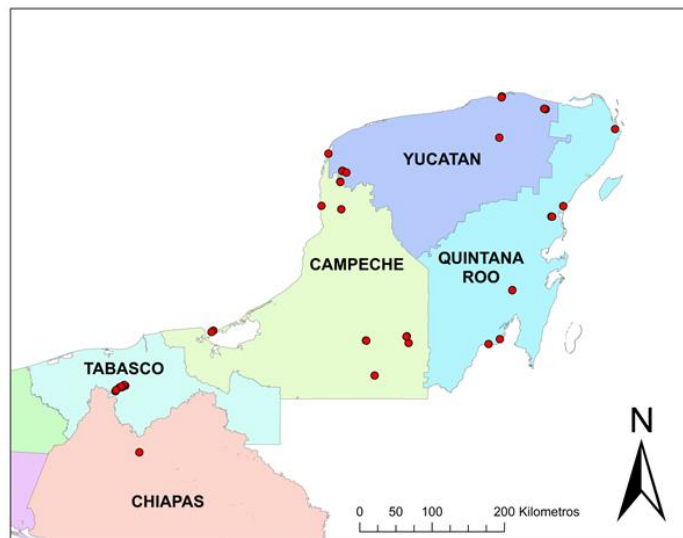 YUCATAN
QUINTANA
ROO
CAMPECHE
TABASCO
CHIAPAS
N
0 50 100 200 Kilometros